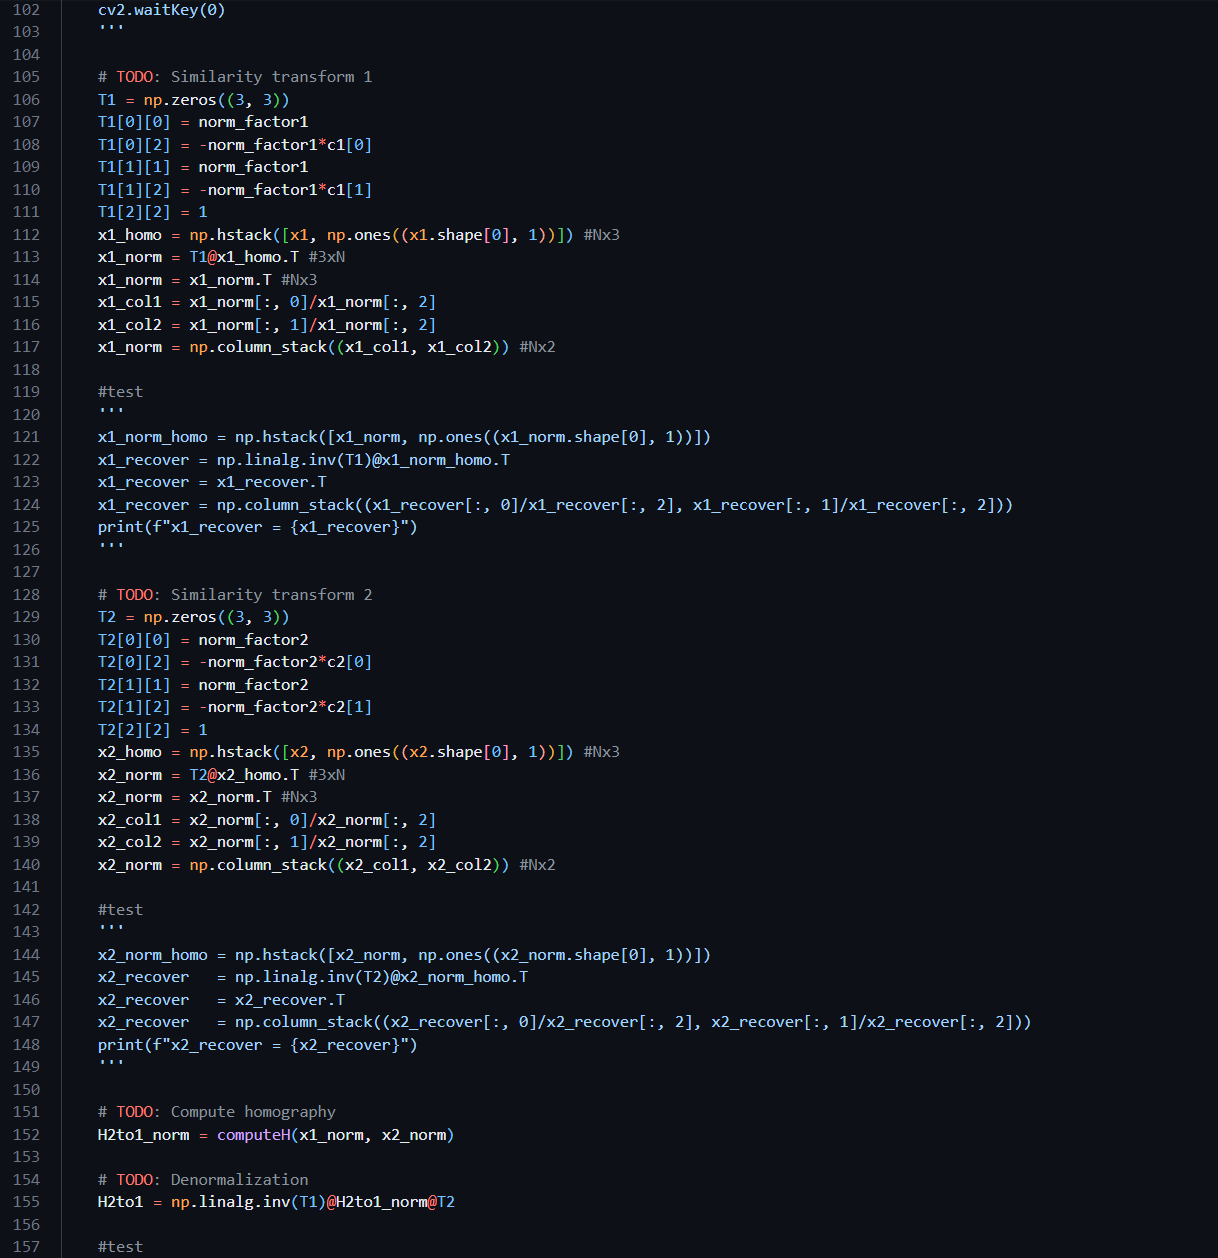 102 cv2.waitKey(0)
103 '''
104
105 # TODO: Similarity transform 1
106 T1 = np.zeros((3, 3))
107 T1[0][0] = norm_factor1
108 T1[0][2] = -norm_factor1*c1[0]
109 T1[1][1] = norm_factor1
110 T1[1][2] = -norm_factor1*c1[1]
111 T1[2][2] = 1
112 x1_homo = np.hstack([x1, np.ones((x1.shape[0], 1))]) #Nx3
113 x1_norm = T1@x1_homo.T #3xN
114 x1_norm = x1_norm.T #Nx3
115 x1_col1 = x1_norm[:, 0]/x1_norm[:, 2]
116 x1_col2 = x1_norm[:, 1]/x1_norm[:, 2]
117 x1_norm = np.column_stack((x1_col1, x1_col2)) #Nx2
118
119 #test
120 '''
121 x1_norm_homo = np.hstack([x1_norm, np.ones((x1_norm.shape[0], 1))])
122 x1_recover = np.linalg.inv(T1)@x1_norm_homo.T
123 x1_recover = x1_recover.T
124 x1_recover = np.column_stack((x1_recover[:, 0]/x1_recover[:, 2], x1_recover[:, 1]/x1_recover[:, 2]))
125 print(f"x1_recover = {x1_recover}")
126 '''
127
128 # TODO: Similarity transform 2
129 T2 = np.zeros((3, 3))
130 T2[0][0] = norm_factor2
131 T2[0][2] = -norm_factor2*c2[0]
132 T2[1][1] = norm_factor2
133 T2[1][2] = -norm_factor2*c2[1]
134 T2[2][2] = 1
135 x2_homo = np.hstack([x2, np.ones((x2.shape[0], 1))]) #Nx3
136 x2_norm = T2@x2_homo.T #3xN
137 x2_norm = x2_norm.T #Nx3
138 x2_col1 = x2_norm[:, 0]/x2_norm[:, 2]
139 x2_col2 = x2_norm[:, 1]/x2_norm[:, 2]
140 x2_norm = np.column_stack((x2_col1, x2_col2)) #Nx2
141
142 #test
143 '''
144 x2_norm_homo = np.hstack([x2_norm, np.ones((x2_norm.shape[0], 1))])
145 x2_recover   = np.linalg.inv(T2)@x2_norm_homo.T
146 x2_recover   = x2_recover.T
147 x2_recover   = np.column_stack((x2_recover[:, 0]/x2_recover[:, 2], x2_recover[:, 1]/x2_recover[:, 2]))
148 print(f"x2_recover = {x2_recover}")
149 '''
150
151 # TODO: Compute homography
152 H2to1_norm = computeH(x1_norm, x2_norm)
153
154 # TODO: Denormalization
155 H2to1 = np.linalg.inv(T1)@H2to1_norm@T2
156
157 #test